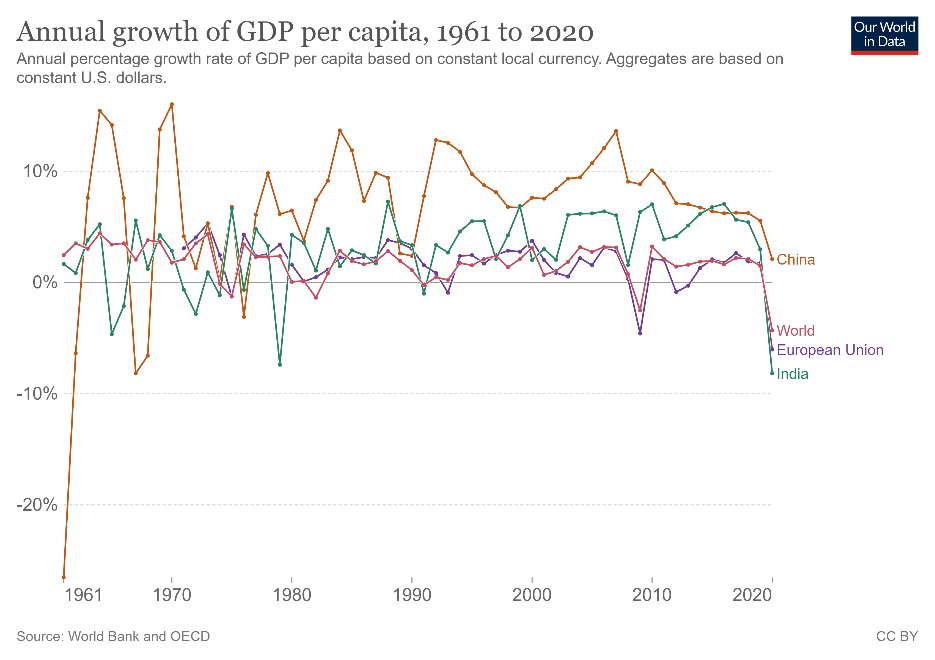 Annual growth of GDP per capita, 1961 to 2020
Our World
in Data
Annual percentage growth rate of GDP per capita based on constant local currency. Aggregates are based on
constant U.S. dollars.
10%
0%
-10%
-20%
China
World
European Union
India
1961
1970
1980
1990
2000
2010
2020
Source: World Bank and OECD
CC BY